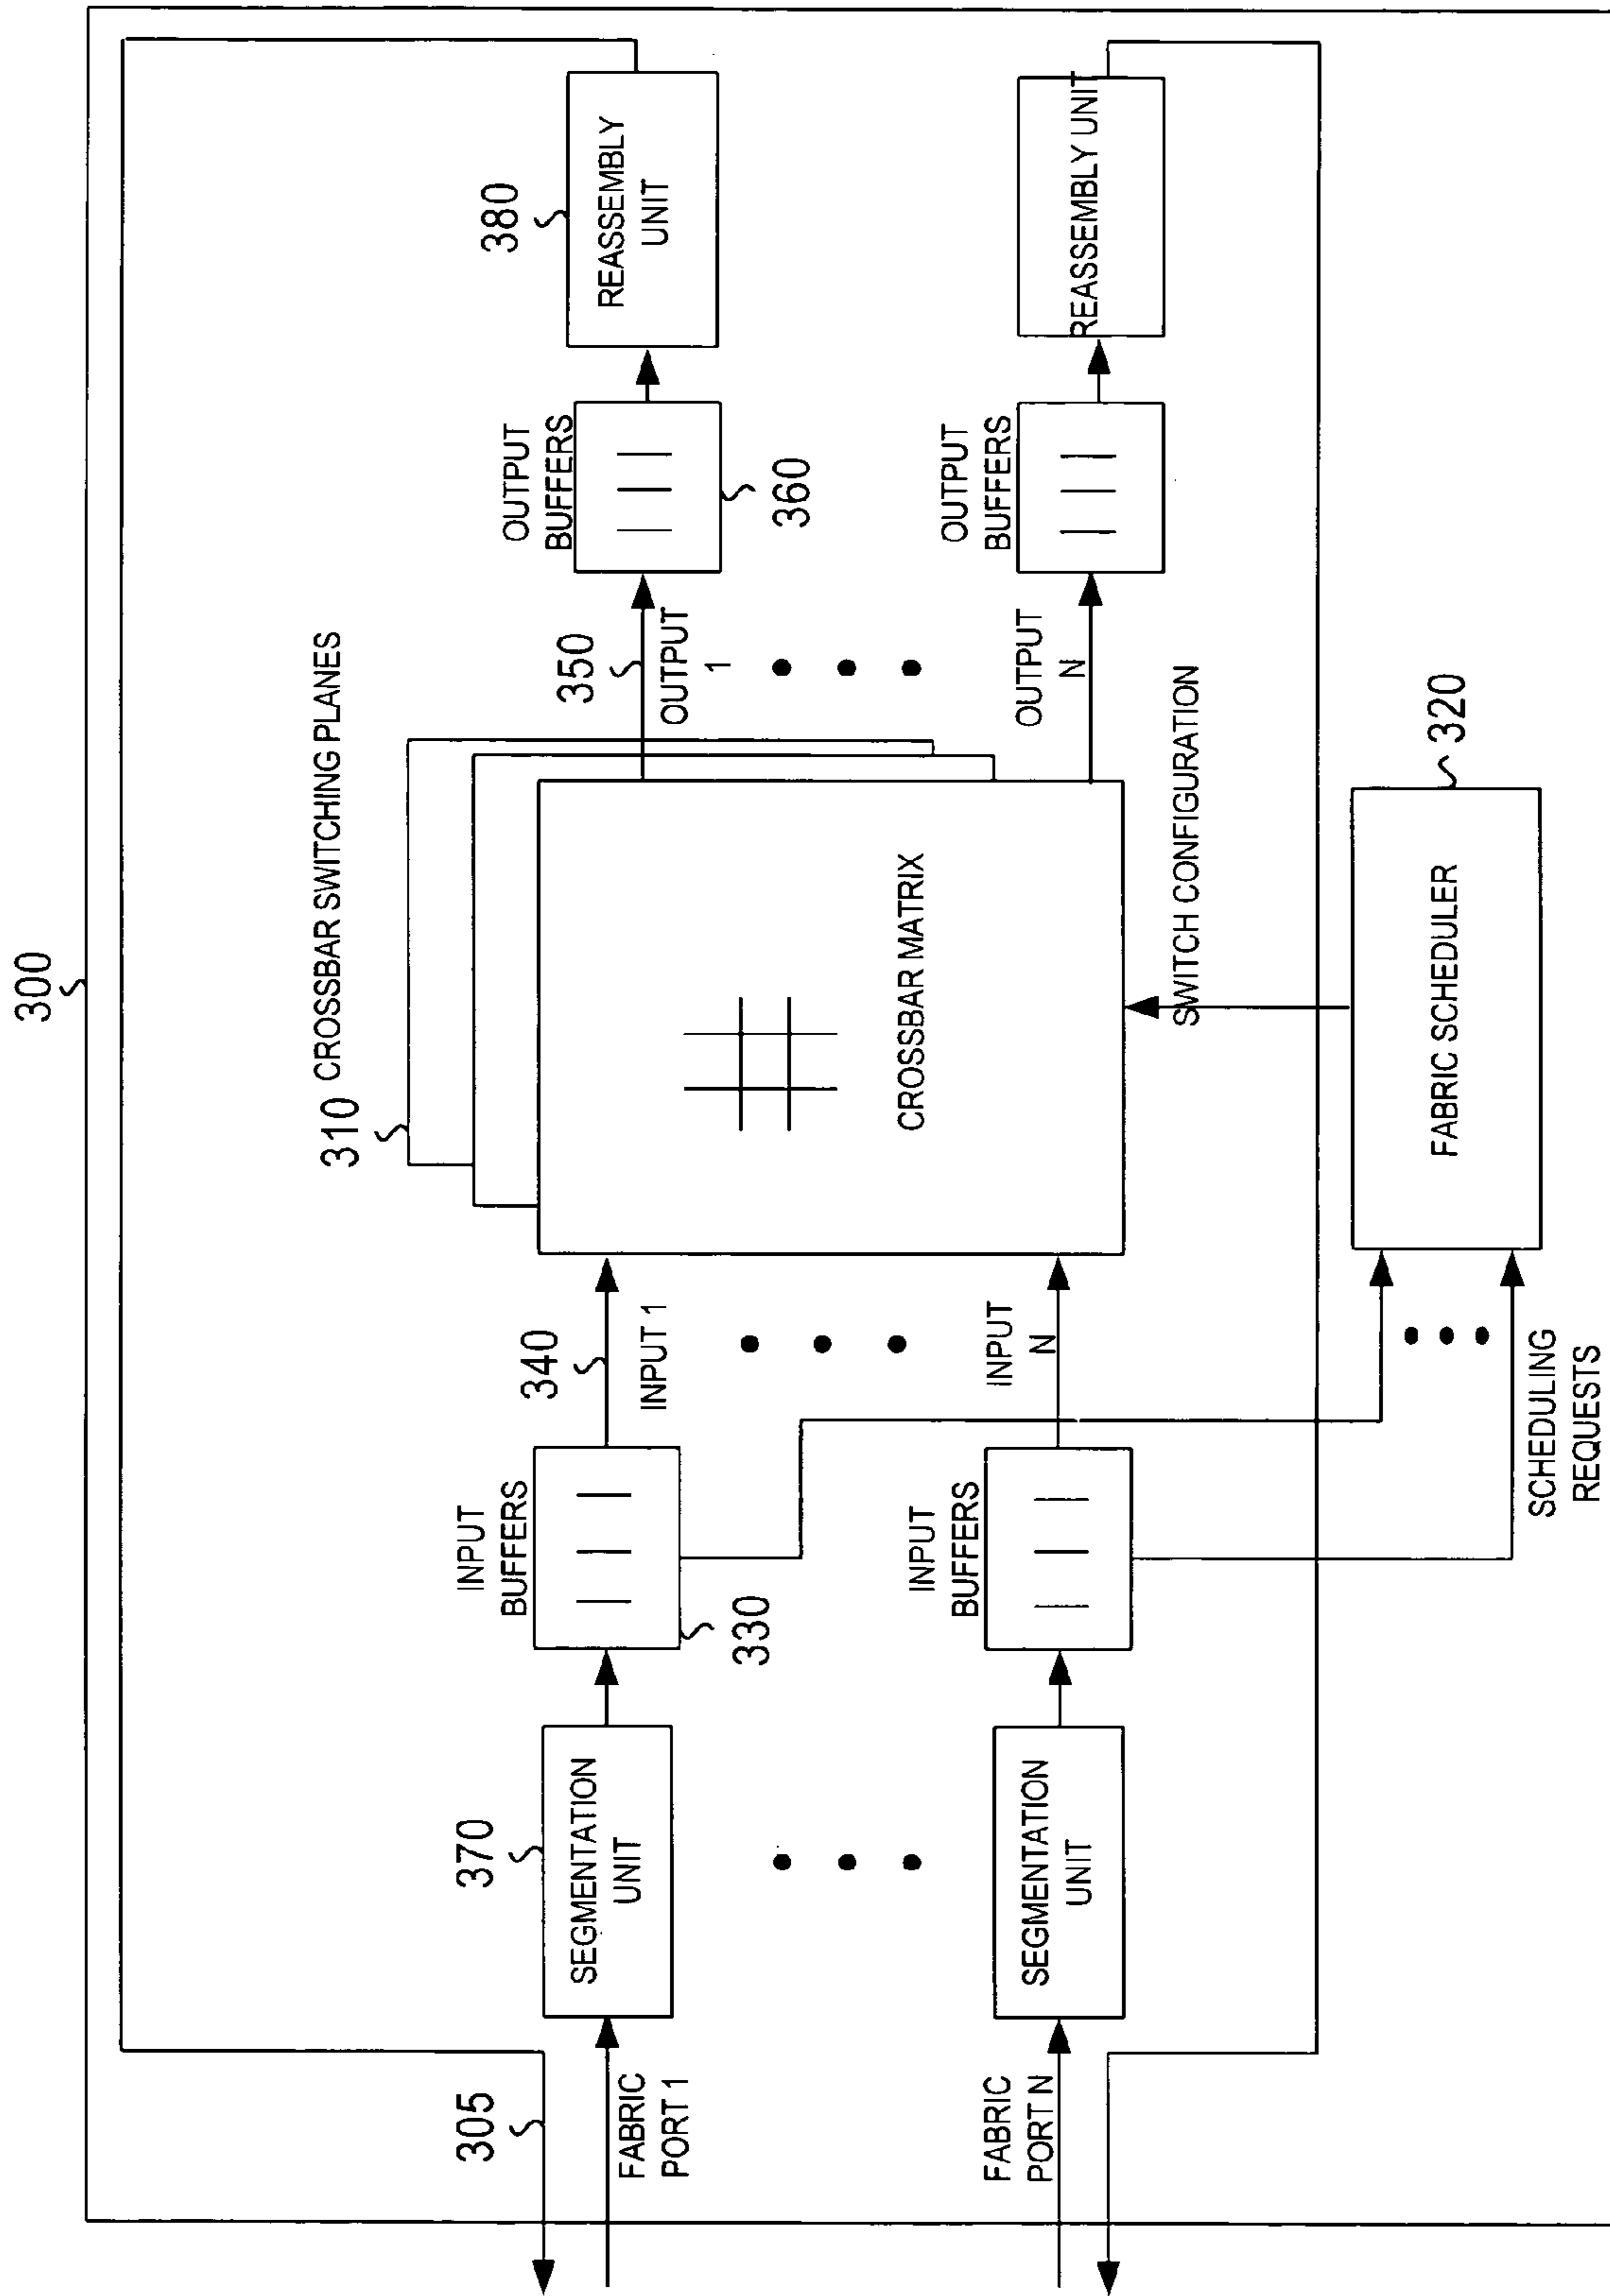 300
310 CROSSBAR SWITCHING PLANES
305
FABRIC
PORT 1
370
SEGMENTATION
UNIT
INPUT
BUFFERS
330
340
INPUT 1
CROSSBAR MATRIX
350
OUTPUT
1
OUTPUT
BUFFERS
360
380
REASSEMBLY
UNIT
FABRIC
PORT N
SEGMENTATION
UNIT
INPUT
BUFFERS
INPUT
N
OUTPUT
N
OUTPUT
BUFFERS
REASSEMBLY UNIT
SWITCH CONFIGURATION
FABRIC SCHEDULER
320
SCHEDULING
REQUESTS